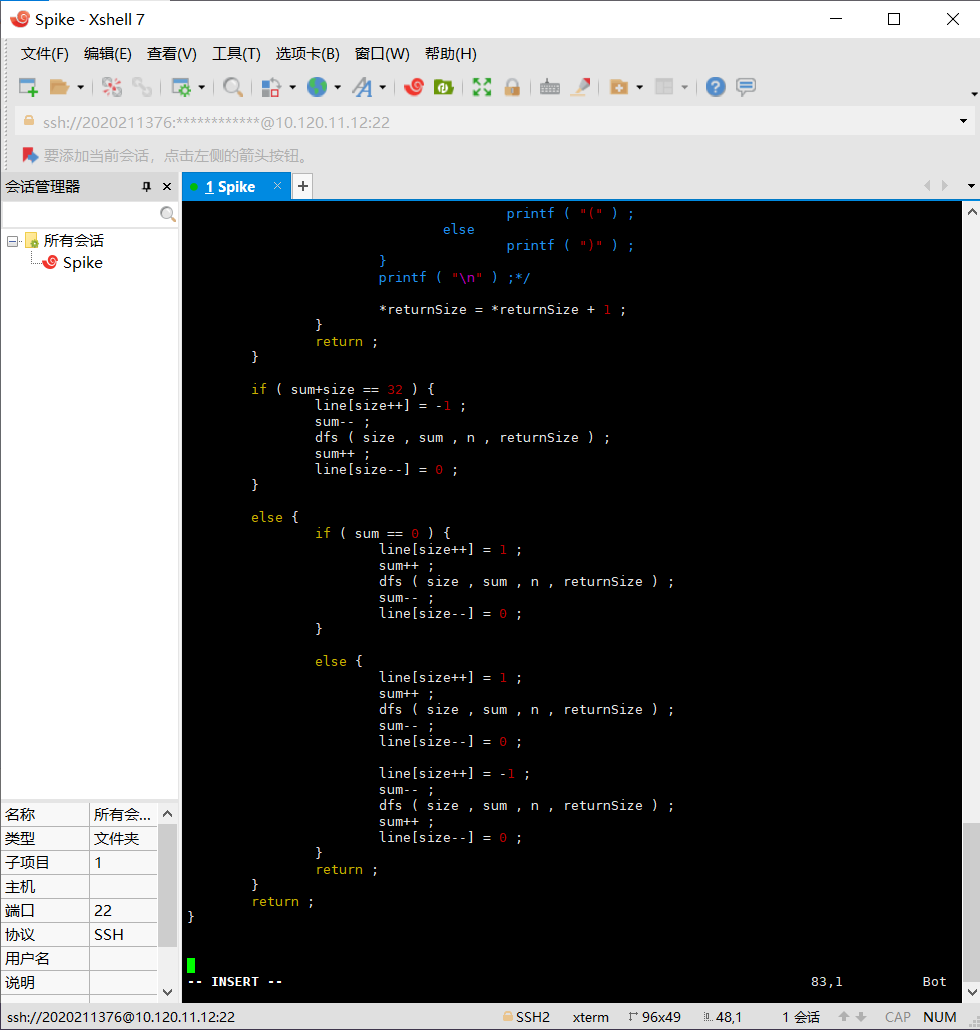 Spike - Xshell 7
文件(F) 编辑(E) 查看(V) 工具(T) 选项卡(B) 窗口(W) 帮助(H)
ssh://2020211376:************@10.120.11.12:22
要添加当前会话，点击左侧的箭头按钮。
会话管理器
1 Spike
所有会话
Spike
printf ( "(" ) ;
else
printf ( ")" ) ;
}
printf ( "\n" ) ;*/
*returnSize = *returnSize + 1 ;
}
return ;
}
if ( sum+size == 32 ) {
line[size++] = -1 ;
sum-- ;
dfs ( size , sum , n , returnSize ) ;
sum++ ;
line[size--] = 0 ;
}
else {
if ( sum == 0 ) {
line[size++] = 1 ;
sum++ ;
dfs ( size , sum , n , returnSize ) ;
sum-- ;
line[size--] = 0 ;
}
else {
line[size++] = 1 ;
sum++ ;
dfs ( size , sum , n , returnSize ) ;
sum-- ;
line[size--] = 0 ;
line[size++] = -1 ;
sum-- ;
dfs ( size , sum , n , returnSize ) ;
sum++ ;
line[size--] = 0 ;
}
return ;
}
return ;
}
-- INSERT -- 83,1 Bot
名称 所有会...
类型 文件夹
子项目 1
主机
端口 22
协议 SSH
用户名
说明
ssh://2020211376@10.120.11.12:22 SSH2 xterm 96x49 48,1 1 会话 CAP NUM